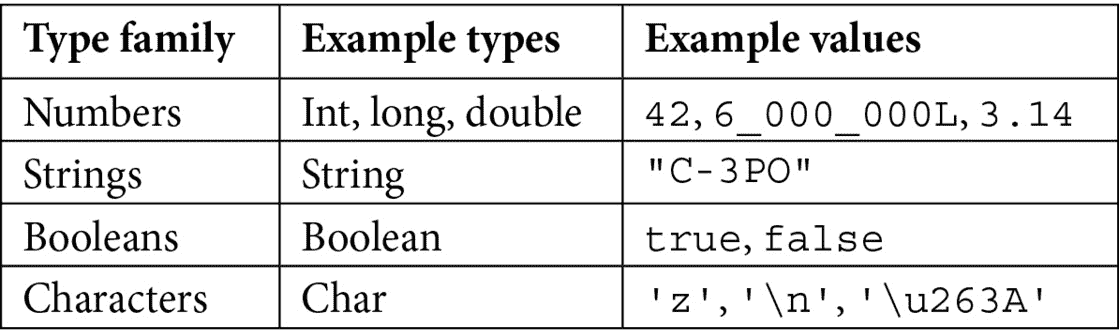 Type family Example types Example values
Numbers Int, long, double 42, 6_000_000L, 3.14
Strings String "C-3PO"
Booleans Boolean true, false
Characters Char 'z', '\n', '\u263A'